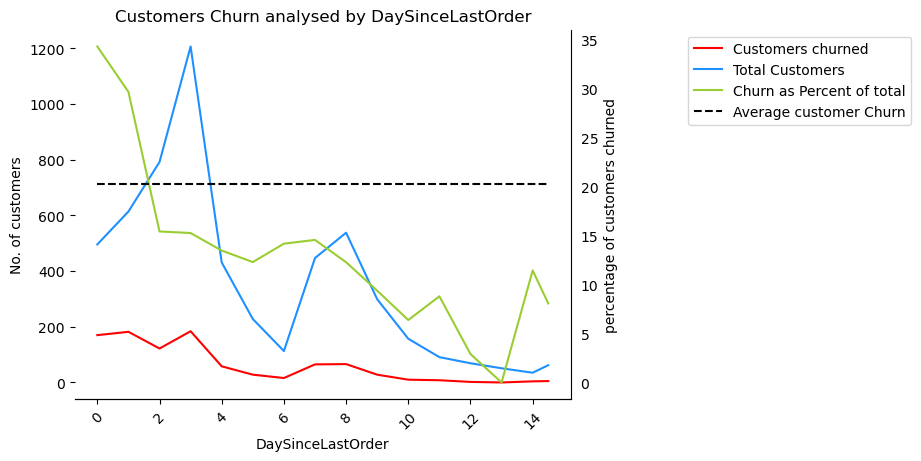 Customers Churn analysed by DaySinceLastOrder
1200
1000
800
600
400
200
0
No. of customers
35
30
25
20
15
10
5
0
percentage of customers churned
0 2 4 6 8 10 12 14
DaySinceLastOrder
Customers churned
Total Customers
Churn as Percent of total
Average customer Churn